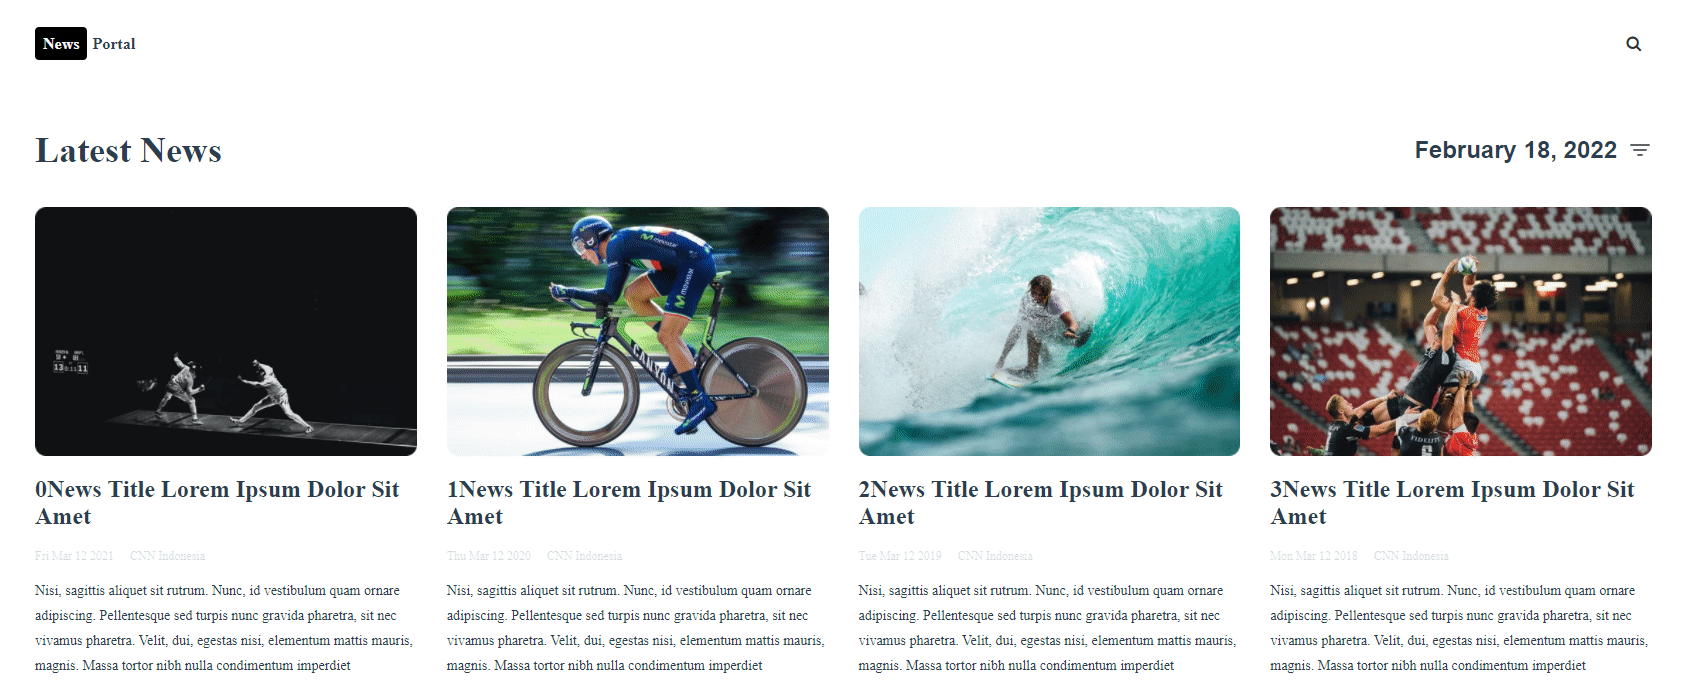 News Portal
Latest News
February 18, 2022
movistar
movistar
CANYON
13 0:11 11
FIDELITY
6
0News Title Lorem Ipsum Dolor Sit
Amet
Fri Mar 12 2021 CNN Indonesia
Nisi, sagittis aliquet sit rutrum. Nunc, id vestibulum quam ornare
adipiscing. Pellentesque sed turpis nunc gravida pharetra, sit nec
vivamus pharetra. Velit, dui, egestas nisi, elementum mattis mauris,
magnis. Massa tortor nibh nulla condimentum imperdiet
1News Title Lorem Ipsum Dolor Sit
Amet
Thu Mar 12 2020 CNN Indonesia
Nisi, sagittis aliquet sit rutrum. Nunc, id vestibulum quam ornare
adipiscing. Pellentesque sed turpis nunc gravida pharetra, sit nec
vivamus pharetra. Velit, dui, egestas nisi, elementum mattis mauris,
magnis. Massa tortor nibh nulla condimentum imperdiet
2News Title Lorem Ipsum Dolor Sit
Amet
Tue Mar 12 2019 CNN Indonesia
Nisi, sagittis aliquet sit rutrum. Nunc, id vestibulum quam ornare
adipiscing. Pellentesque sed turpis nunc gravida pharetra, sit nec
vivamus pharetra. Velit, dui, egestas nisi, elementum mattis mauris,
magnis. Massa tortor nibh nulla condimentum imperdiet
3News Title Lorem Ipsum Dolor Sit
Amet
Mon Mar 12 2018 CNN Indonesia
Nisi, sagittis aliquet sit rutrum. Nunc, id vestibulum quam ornare
adipiscing. Pellentesque sed turpis nunc gravida pharetra, sit nec
vivamus pharetra. Velit, dui, egestas nisi, elementum mattis mauris,
magnis. Massa tortor nibh nulla condimentum imperdiet